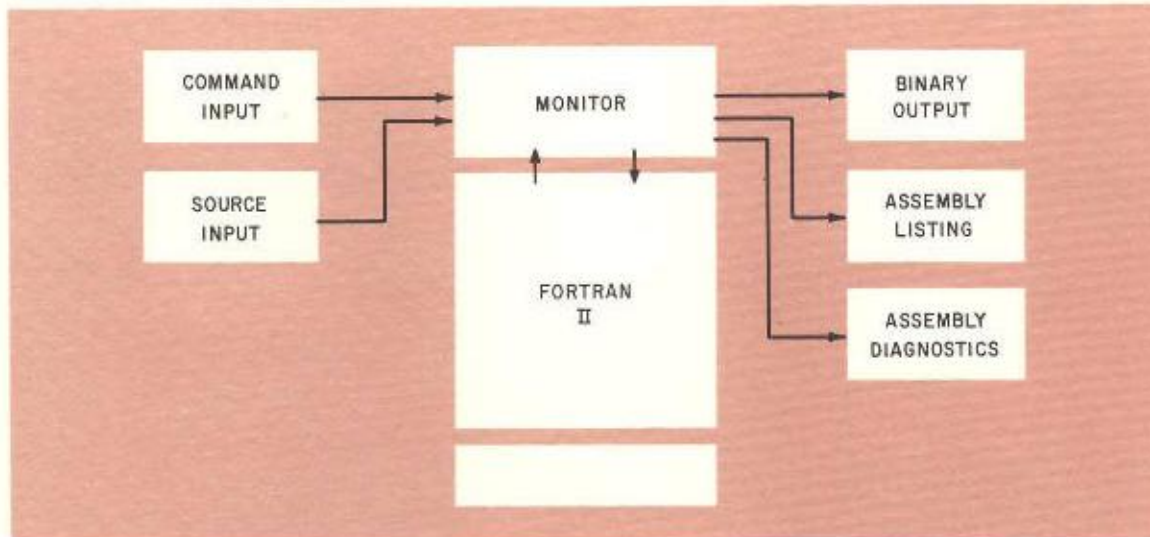 COMMAND
INPUT
SOURCE
INPUT
MONITOR
FORTRAN
II
BINARY
OUTPUT
ASSEMBLY
LISTING
ASSEMBLY
DIAGNOSTICS